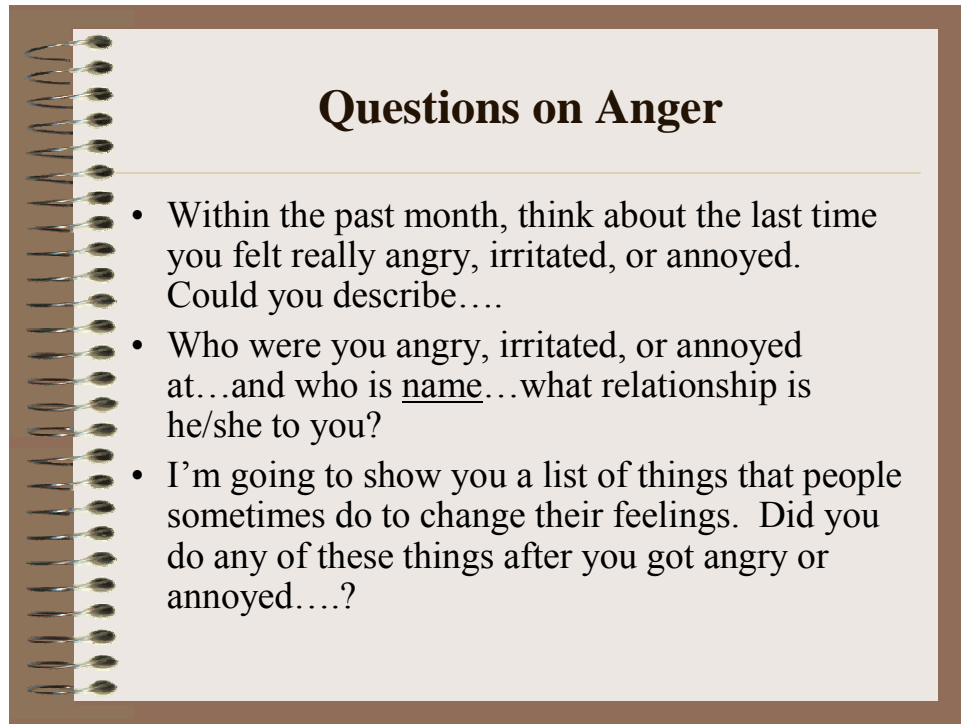 Questions on Anger
• Within the past month, think about the last time
you felt really angry, irritated, or annoyed.
Could you describe….
• Who were you angry, irritated, or annoyed
at…and who is name…what relationship is
he/she to you?
• I’m going to show you a list of things that people
sometimes do to change their feelings.  Did you
do any of these things after you got angry or
annoyed….?